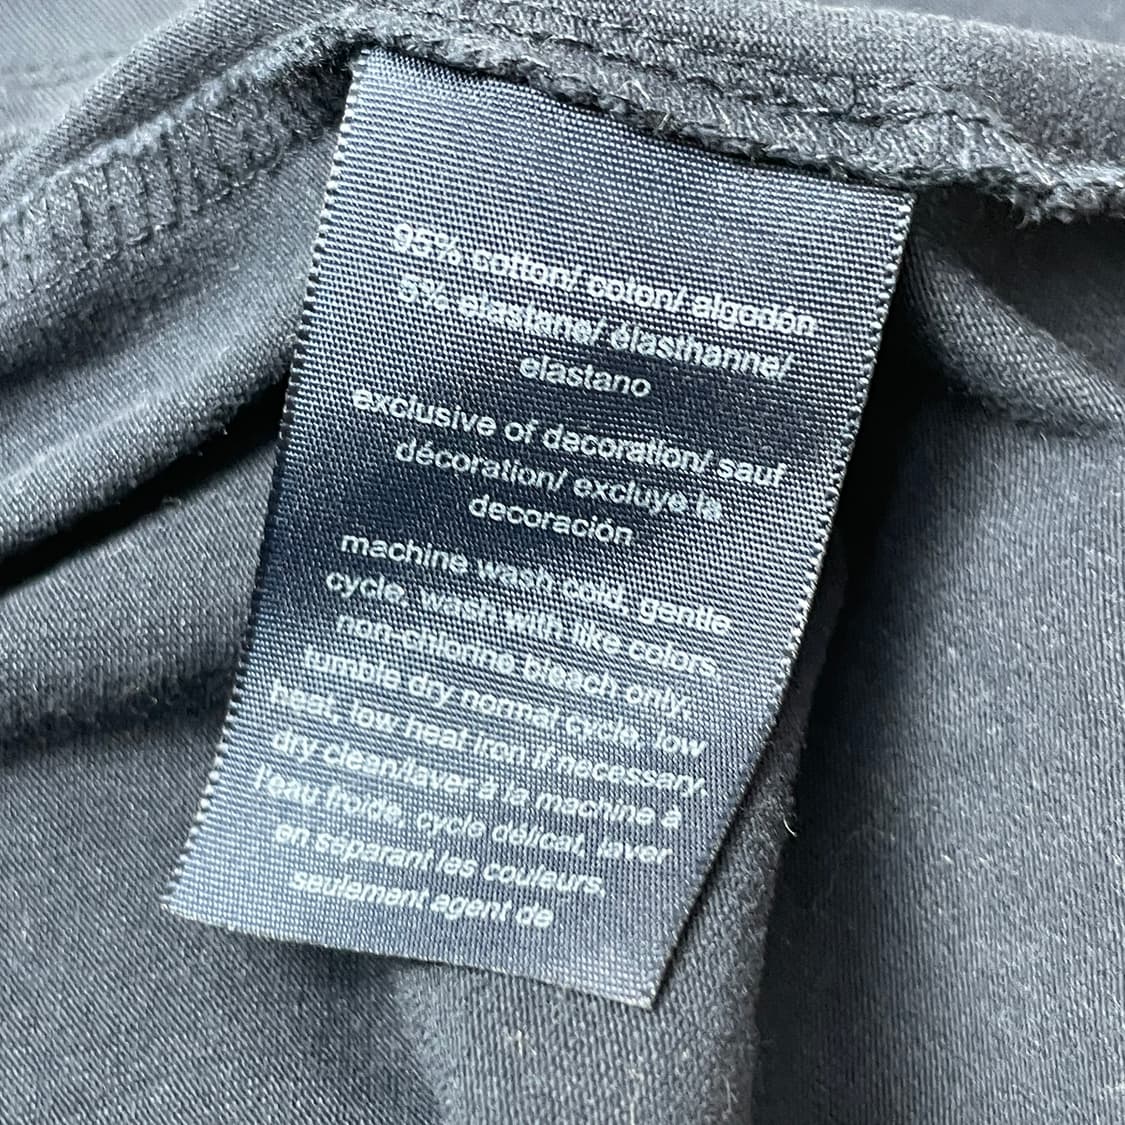 95% cotton/ coton/ algodón
5% elastane/ élasthanne/
elastano
exclusive of decoration/ sauf
décoration/ excluye la
decoración
machine wash cold, gentle
cycle, wash with like colors,
non-chlorine bleach only,
tumble dry normal cycle, low
heat, low heat iron if necessary,
dry clean/laver à la machine à
l'eau froide, cycle délicat, laver
en séparant les couleurs,
seulement agent de